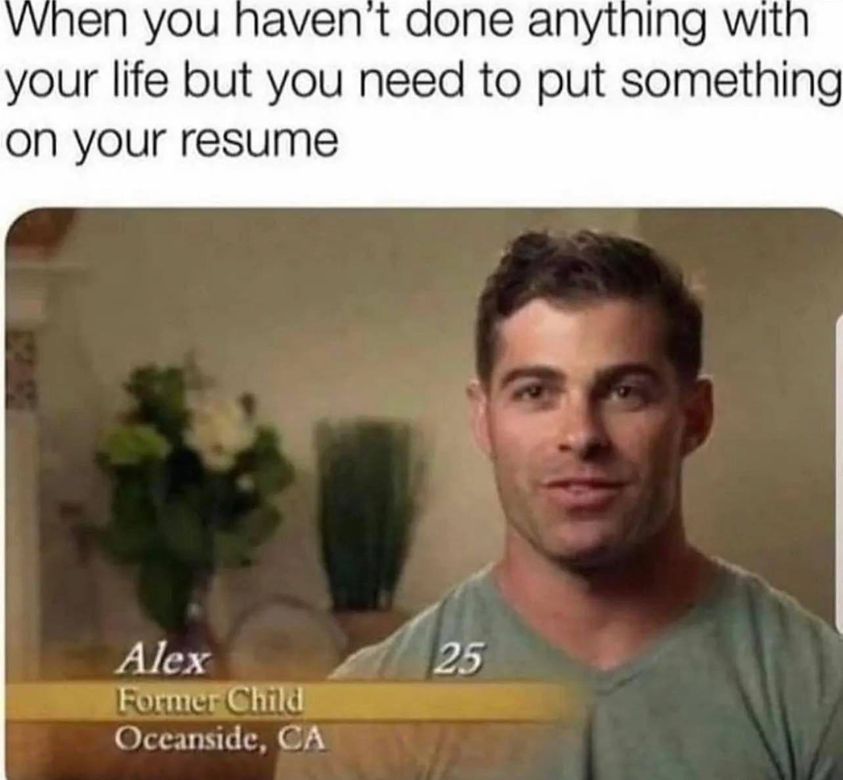 When you haven't done anything with
your life but you need to put something
on your resume
Alex 25
Former Child
Oceanside, CA